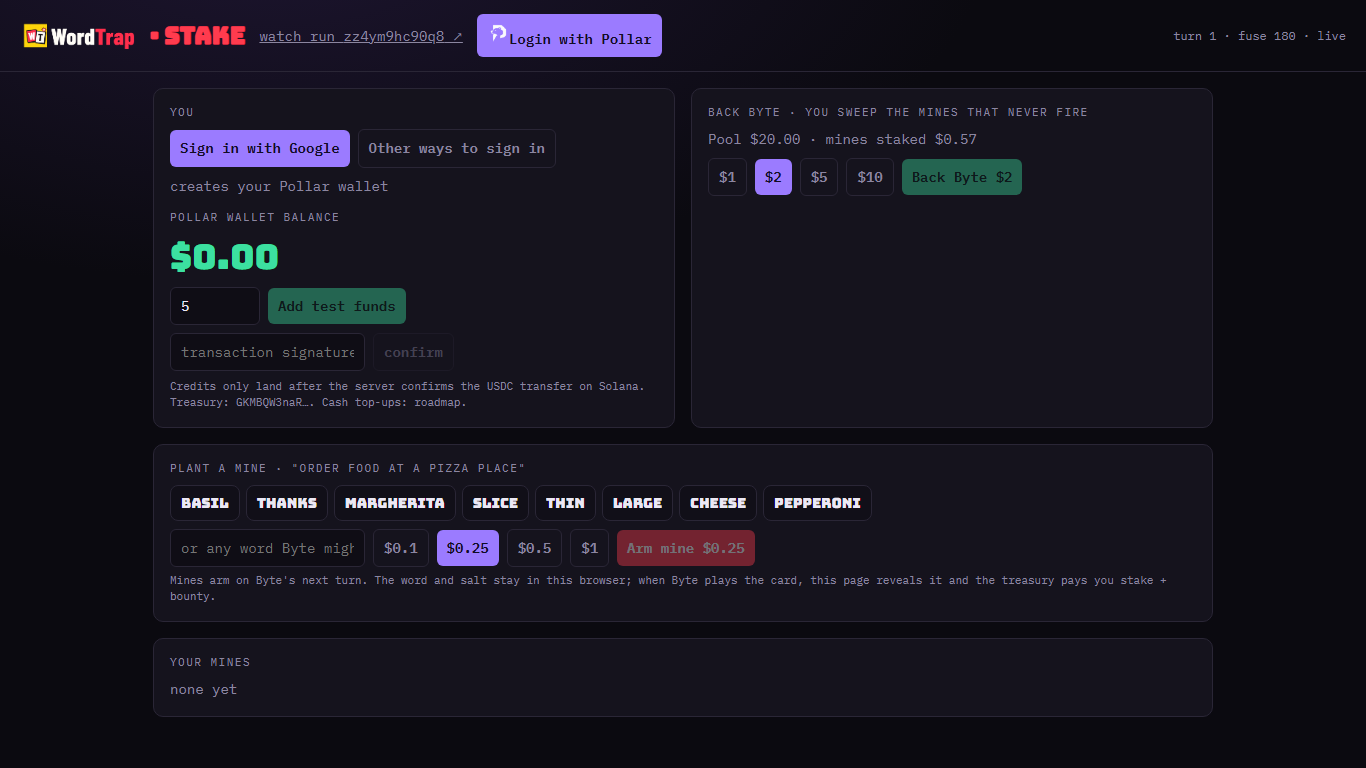 WT WordTrap STAKE watch run zz4ym9hc90q8 ↗ Login with Pollar turn 1 · fuse 180 · live
YOU
Sign in with Google Other ways to sign in
creates your Pollar wallet
POLLAR WALLET BALANCE
$0.00
5 Add test funds
transaction signature confirm
Credits only land after the server confirms the USDC transfer on Solana.
Treasury: GKMBQW3naR…. Cash top-ups: roadmap.
BACK BYTE · YOU SWEEP THE MINES THAT NEVER FIRE
Pool $20.00 · mines staked $0.57
$1 $2 $5 $10 Back Byte $2
PLANT A MINE · "ORDER FOOD AT A PIZZA PLACE"
BASIL THANKS MARGHERITA SLICE THIN LARGE CHEESE PEPPERONI
or any word Byte migh $0.1 $0.25 $0.5 $1 Arm mine $0.25
Mines arm on Byte's next turn. The word and salt stay in this browser; when Byte plays the card, this page reveals it and the treasury pays you stake +
bounty.
YOUR MINES
none yet